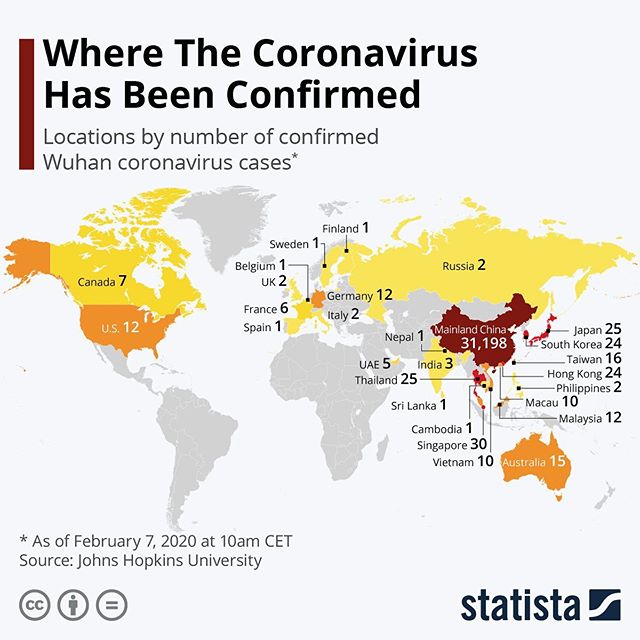 Where The Coronavirus
Has Been Confirmed
Locations by number of confirmed
Wuhan coronavirus cases*
Finland 1
Sweden 1
Belgium 1
UK 2
Russia 2
Canada 7
Germany 12
France 6
Italy 2
Spain 1
U.S. 12
Mainland China
31,198
Japan 25
South Korea 24
Nepal 1
Taiwan 16
UAE 5
India 3
Hong Kong 24
Thailand 25
Philippines 2
Macau 10
Sri Lanka 1
Malaysia 12
Cambodia 1
Singapore 30
Vietnam 10
Australia 15
* As of February 7, 2020 at 10am CET
Source: Johns Hopkins University
cc
statista